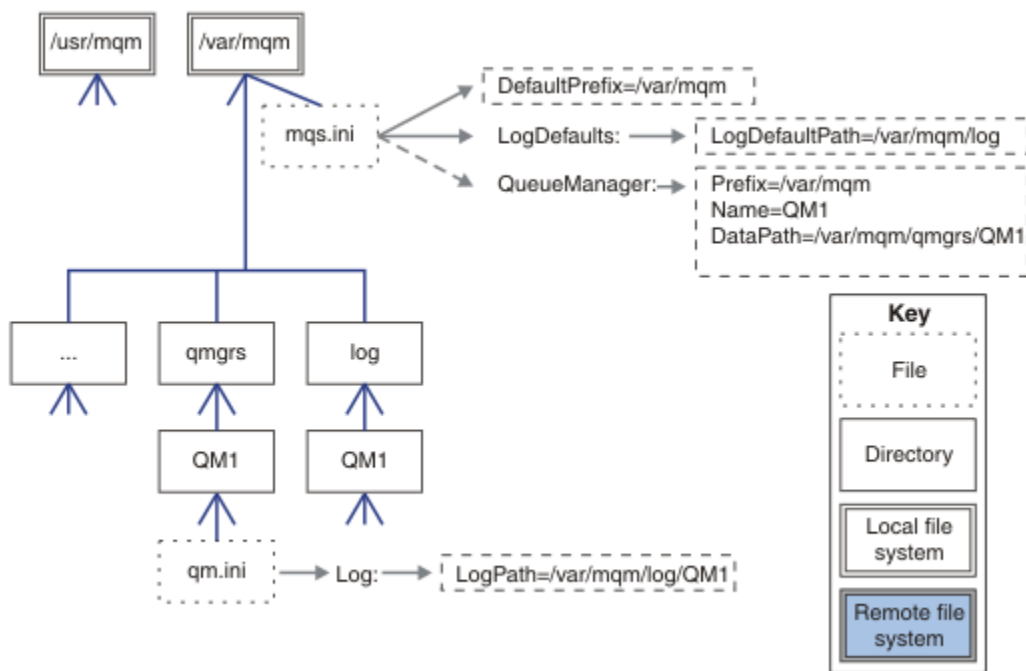 /usr/mqm
/var/mqm
mqs.ini
DefaultPrefix=/var/mqm
LogDefaults:
LogDefaultPath=/var/mqm/log
QueueManager:
Prefix=/var/mqm
Name=QM1
DataPath=/var/mqm/qmgrs/QM1
...
qmgrs
log
QM1
QM1
qm.ini
Log:
LogPath=/var/mqm/log/QM1
Key
File
Directory
Local file
system
Remote file
system